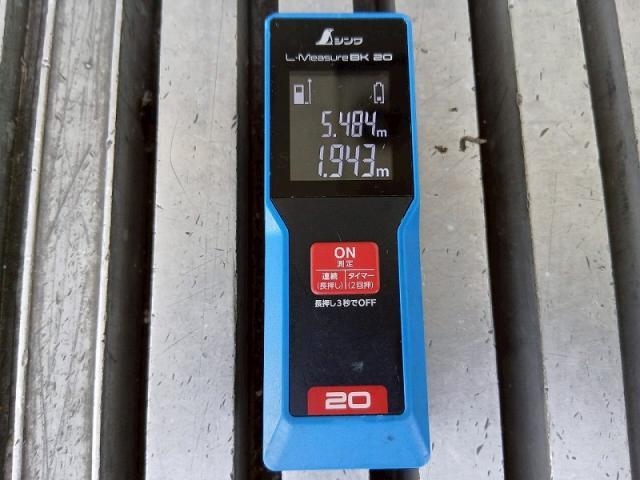 シンワ
L-Measure BK 20
5.484m
1.943m
ON
測定
連続 タイマー
(長押し) (2回押)
長押し3秒でOFF
20